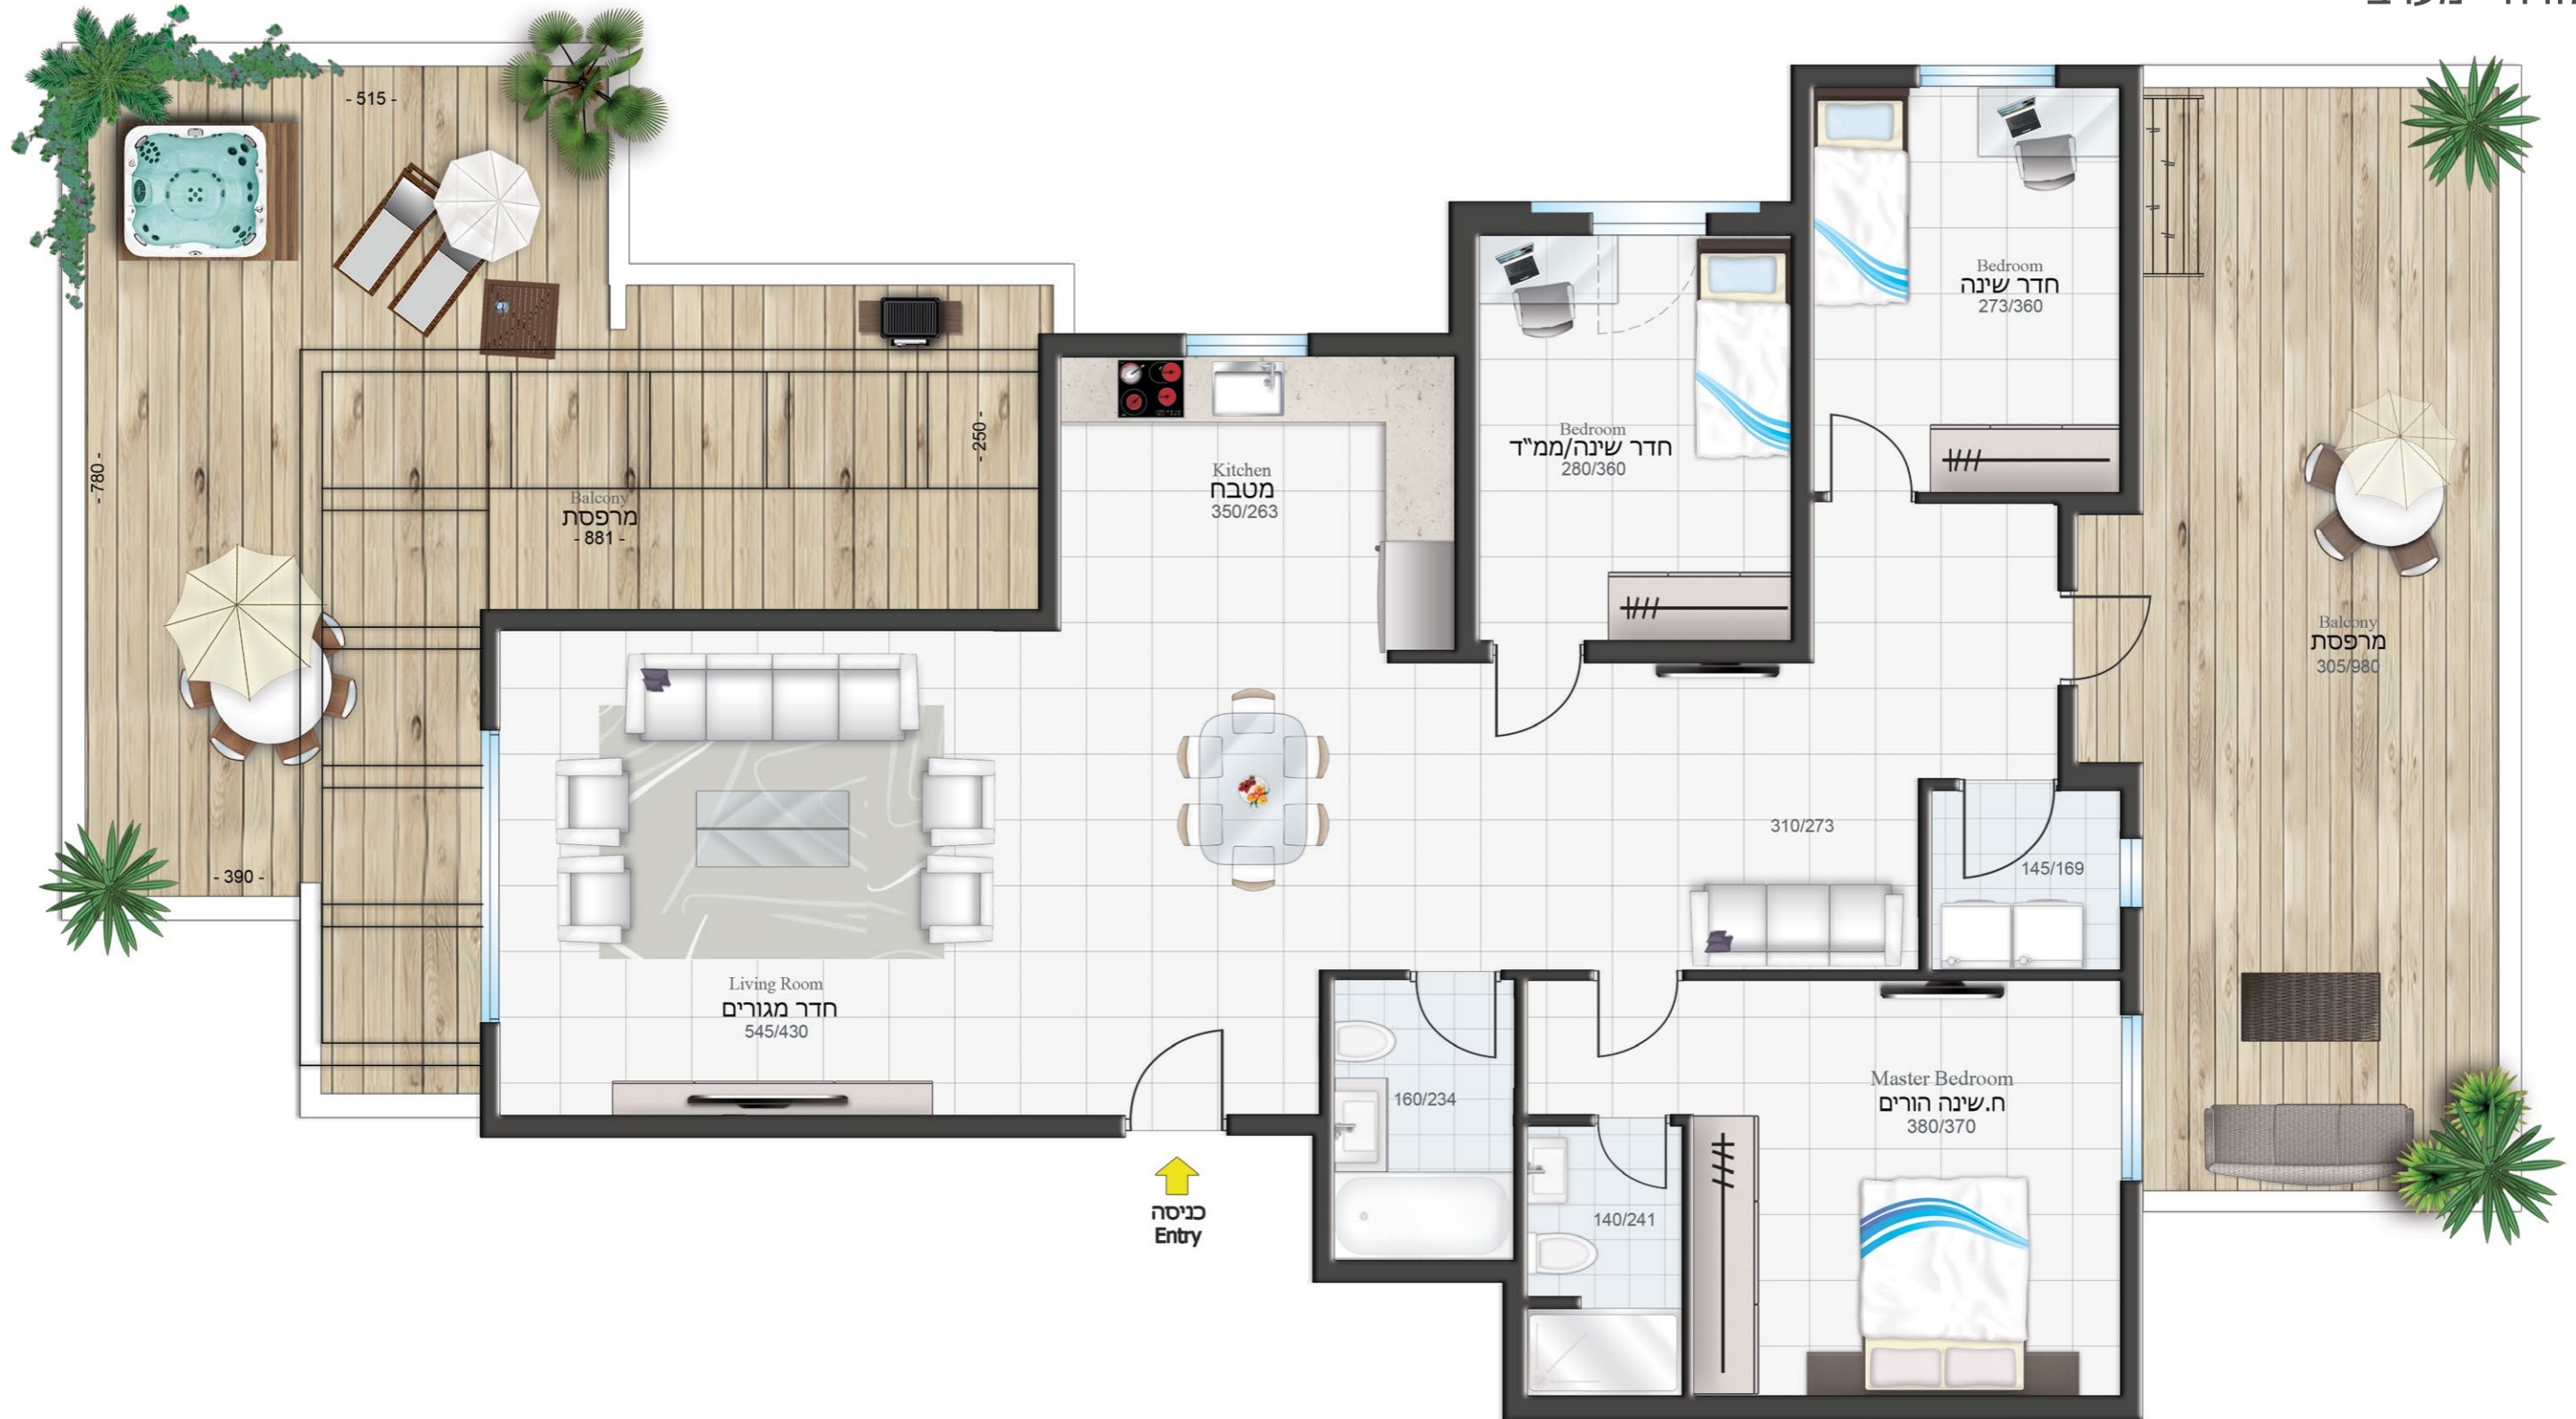 - 515 -
Bedroom
חדר שינה
273/360
- 780 -
Balcony
מרפסת
- 881 -
- 250 -
Kitchen
מטבח
350/263
Bedroom
חדר שינה/ממ"ד
280/360
Balcony
מרפסת
305/980
- 390 -
310/273
145/169
Living Room
חדר מגורים
545/430
160/234
Master Bedroom
ח.שינה הורים
380/370
140/241
כניסה
Entry